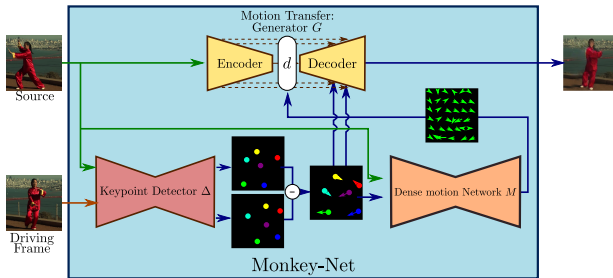 Motion Transfer:
Generator G
Encoder
d
Decoder
Source
Keypoint Detector Δ
-
Dense motion Network M
Driving
Frame
Monkey-Net